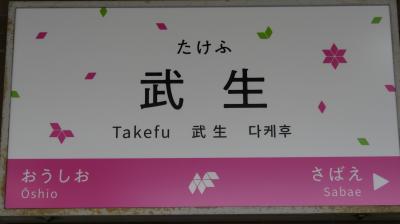 たけふ
武生
Takefu 武生 다케후
おうしお さばえ
Ōshio Sabae